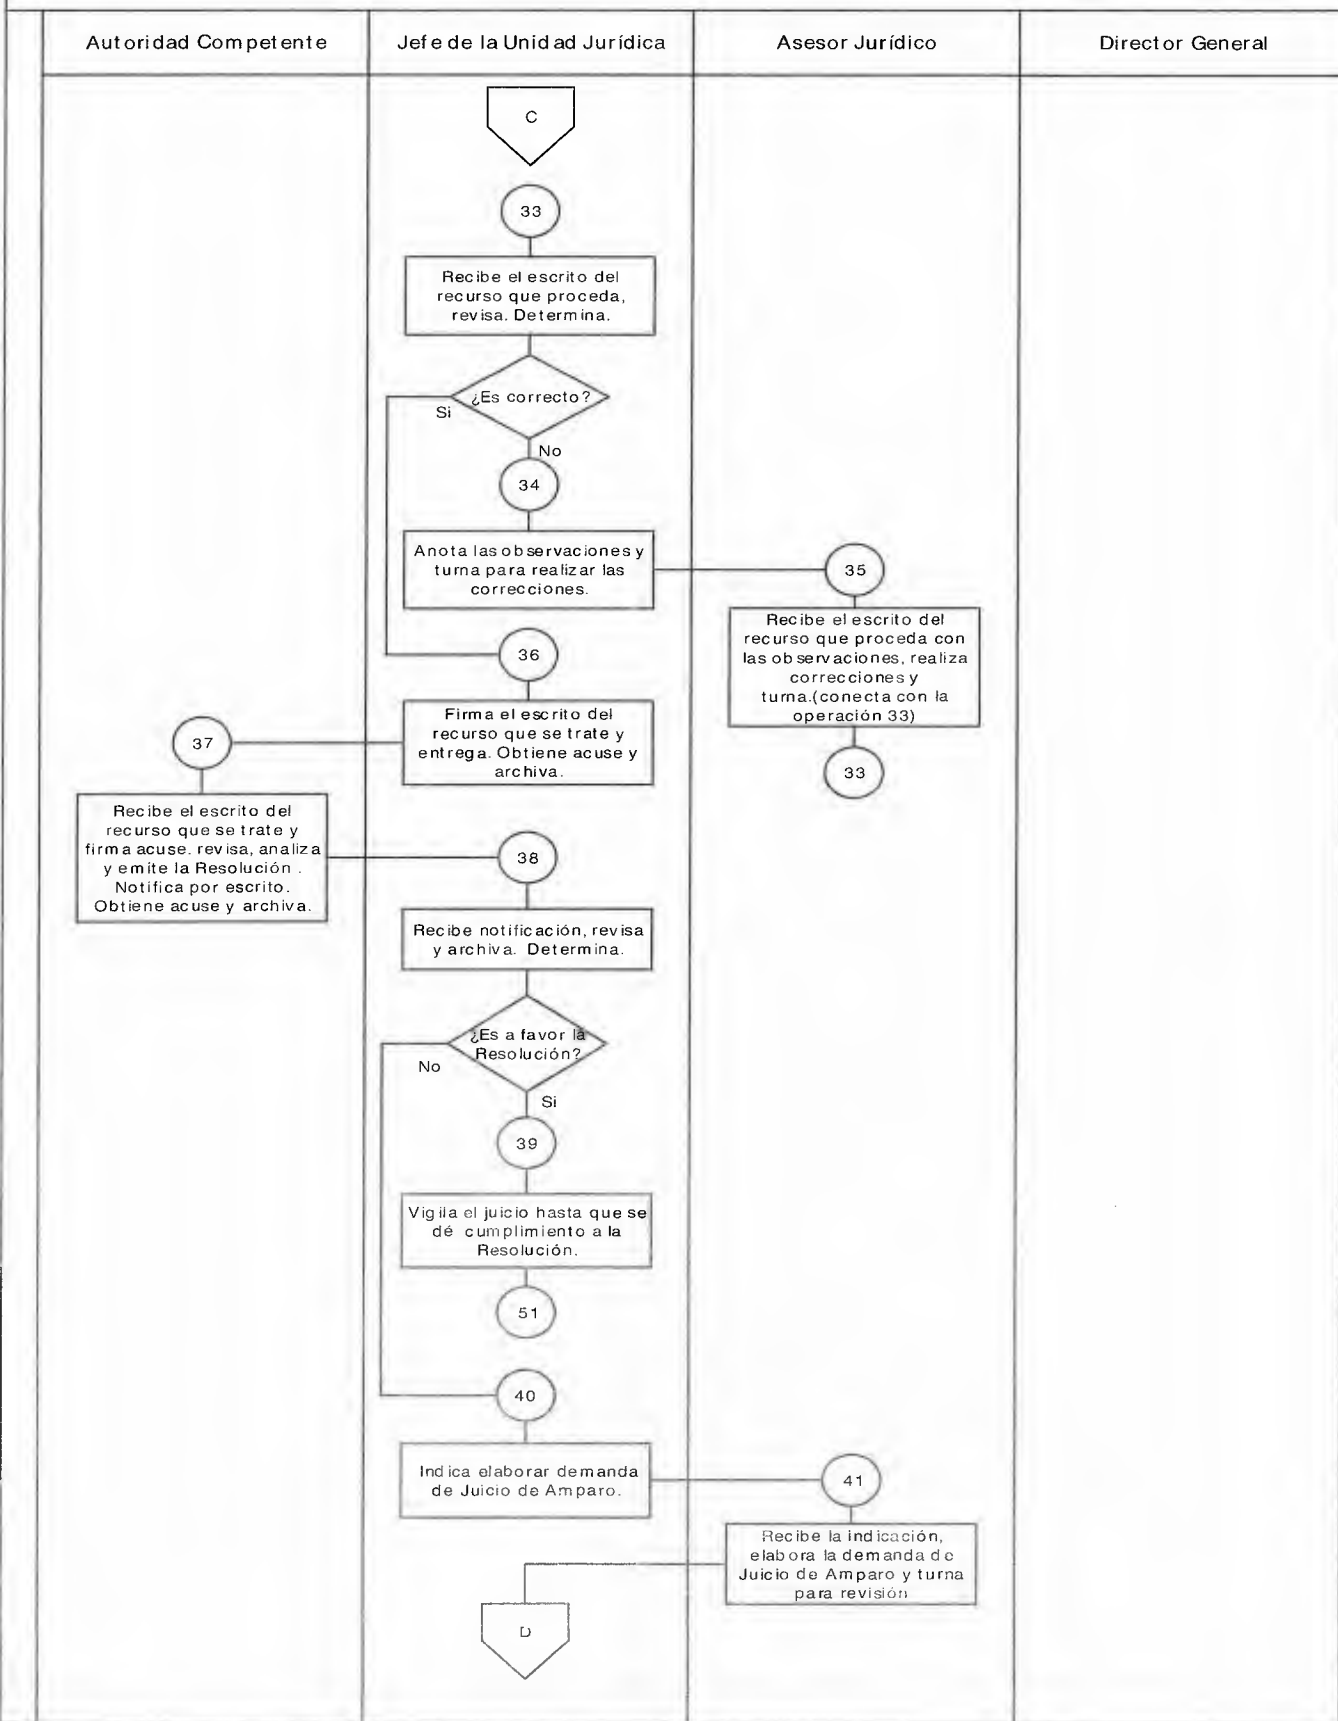 Autoridad Competente
Jefe de la Unidad Jurídica
Asesor Jurídico
Director General
C
33
Recibe el escrito del
recurso que proceda,
revisa. Determina.
¿Es correcto?
Si
No
34
Anota las observaciones y
turna para realizar las
correcciones.
35
Recibe el escrito del
recurso que proceda con
las observaciones, realiza
correcciones y
turna.(conecta con la
operación 33)
33
36
Firma el escrito del
recurso que se trate y
entrega. Obtiene acuse y
archiva.
37
Recibe el escrito del
recurso que se trate y
firma acuse. revisa, analiza
y emite la Resolución .
Notifica por escrito.
Obtiene acuse y archiva.
38
Recibe notificación, revisa
y archiva. Determina.
¿Es a favor la
Resolución?
No
Si
39
Vigila el juicio hasta que se
dé cumplimiento a la
Resolución.
51
40
Indica elaborar demanda
de Juicio de Amparo.
41
Recibe la indicación,
elabora la demanda de
Juicio de Amparo y turna
para revisión
D